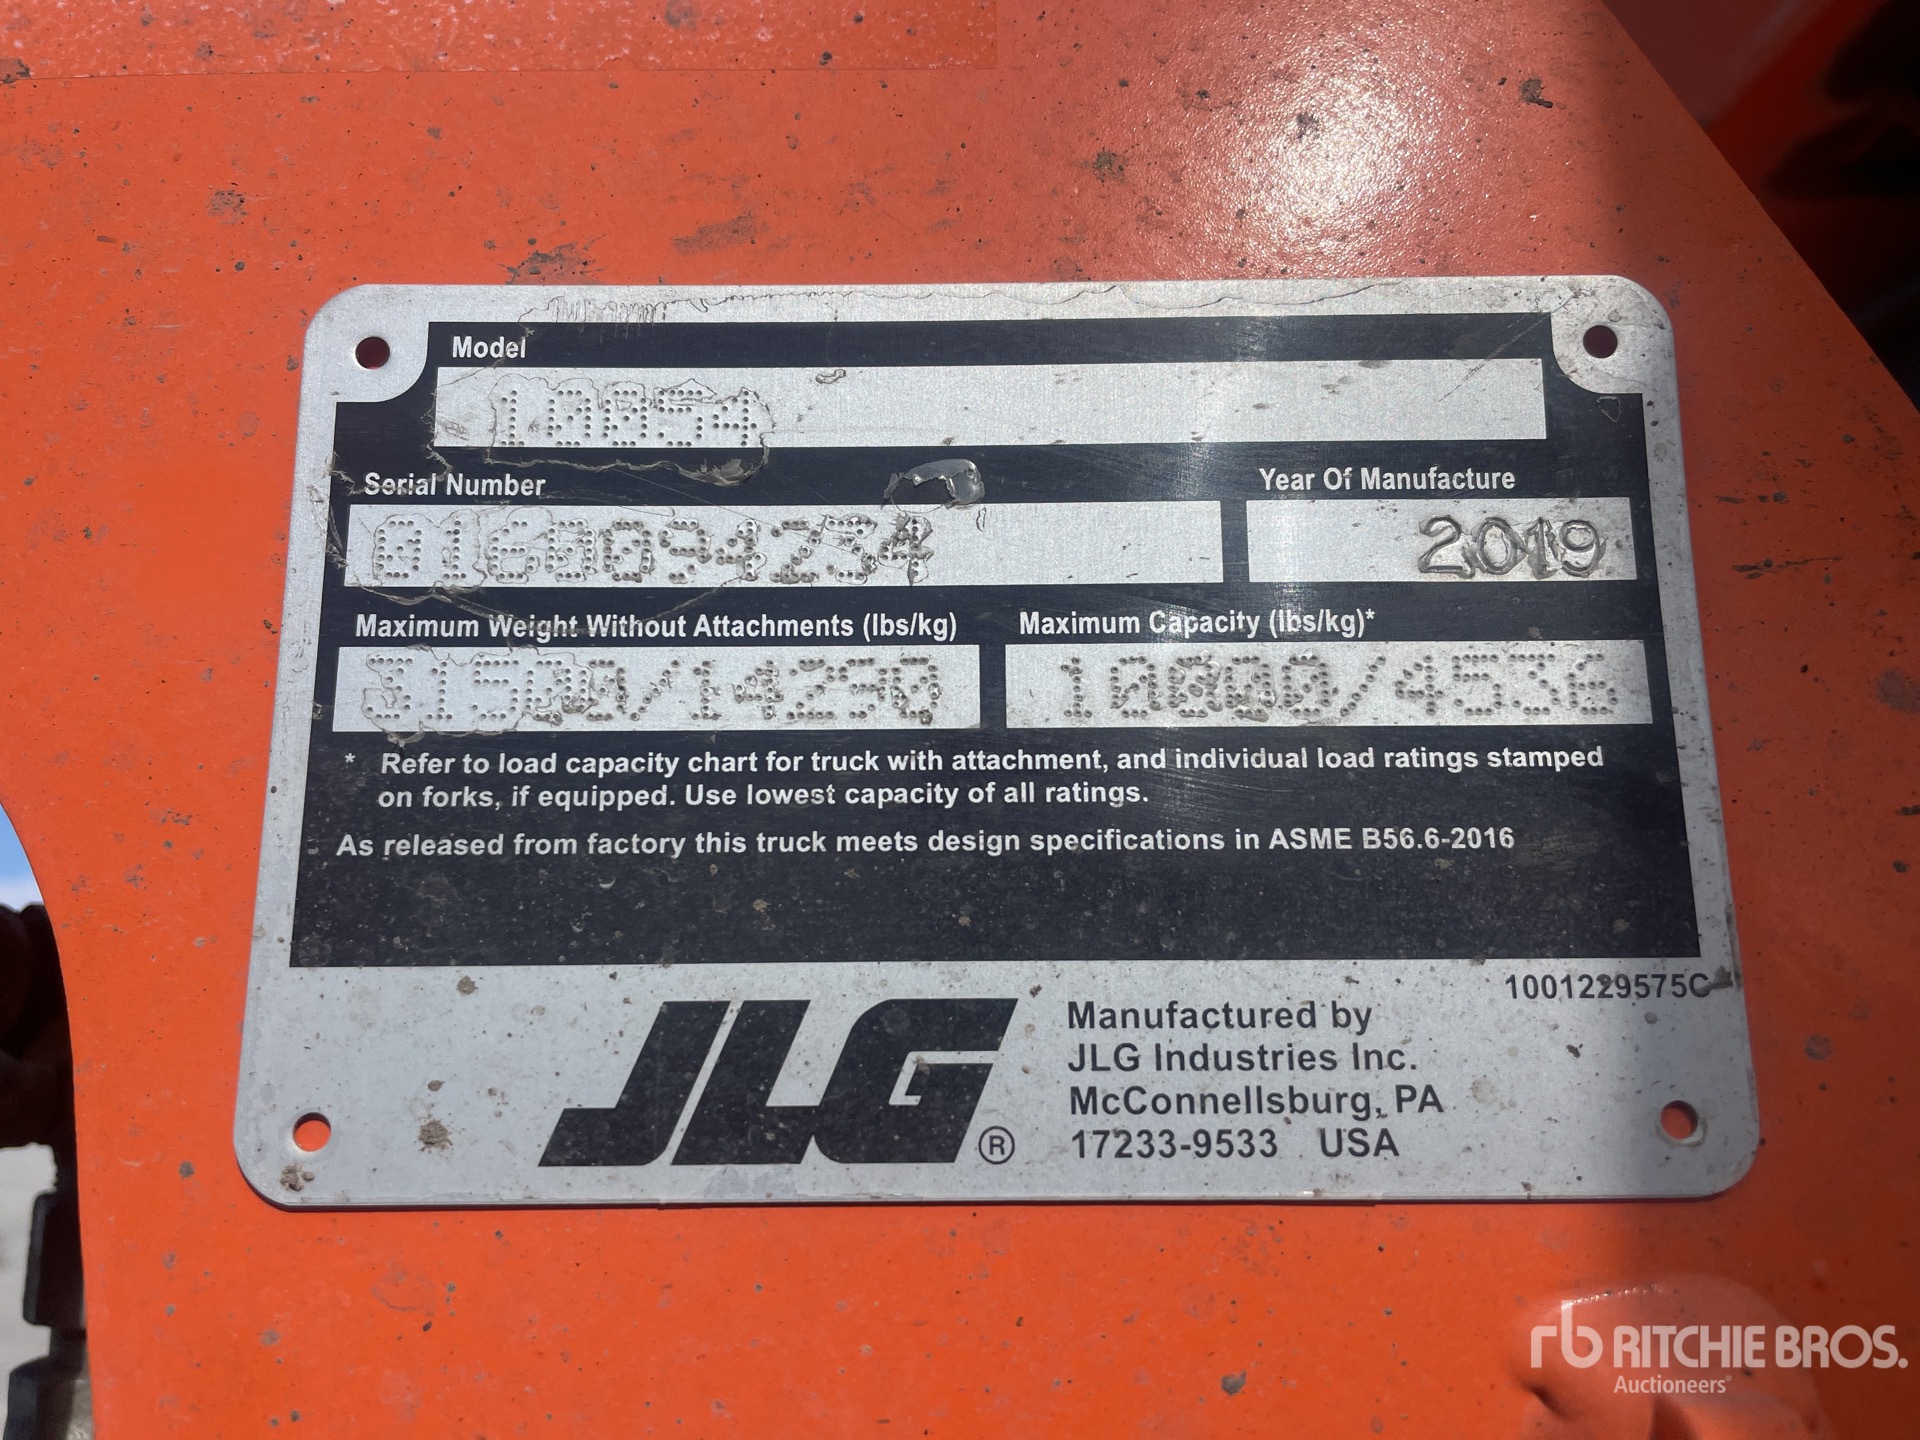 Model
10054
Serial Number
Year Of Manufacture
0160094234
2019
Maximum Weight Without Attachments (lbs/kg)
Maximum Capacity (lbs/kg)*
31500/14290
10000/4536
* Refer to load capacity chart for truck with attachment, and individual load ratings stamped
on forks, if equipped. Use lowest capacity of all ratings.
As released from factory this truck meets design specifications in ASME B56.6-2016
1001229575C
JLG®
Manufactured by
JLG Industries Inc.
McConnellsburg, PA
17233-9533 USA
rb RITCHIE BROS.
Auctioneers